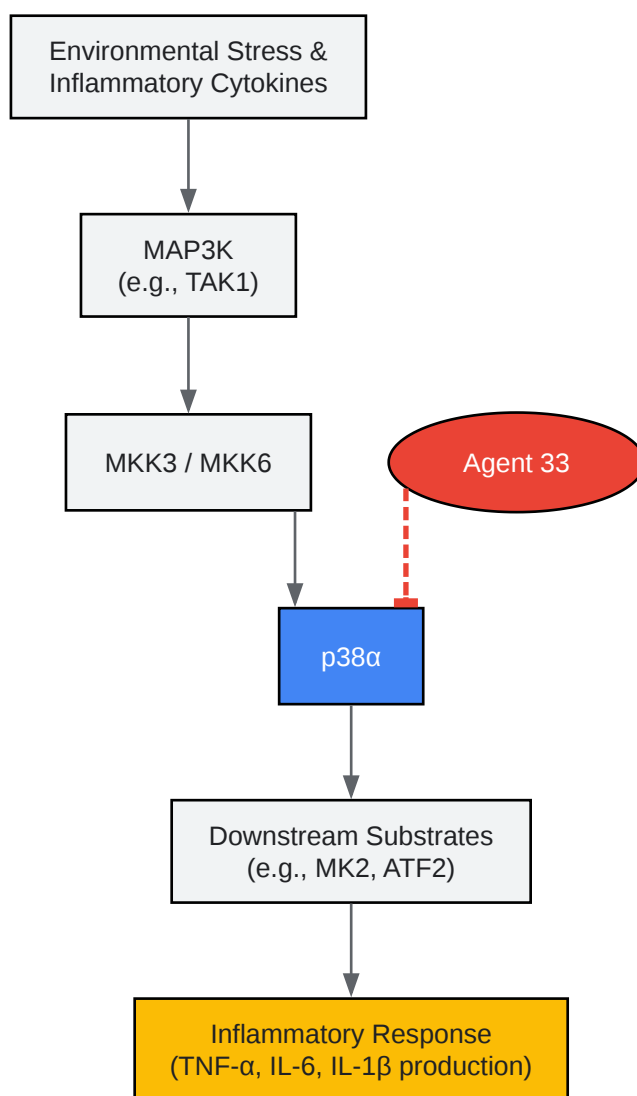 Environmental Stress &
Inflammatory Cytokines
MAP3K
(e.g., TAK1)
MKK3 / MKK6
Agent 33
p38α
Downstream Substrates
(e.g., MK2, ATF2)
Inflammatory Response
(TNF-α, IL-6, IL-1β production)